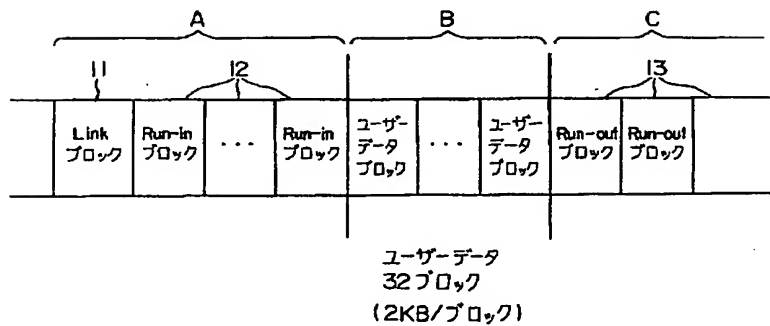 A B C
11 12 13
Link
ブロック
Run-in
ブロック
...
Run-in
ブロック
ユーザー
データ
ブロック
...
ユーザー
データ
ブロック
Run-out
ブロック
Run-out
ブロック
ユーザーデータ
32ブロック
(2KB/ブロック)